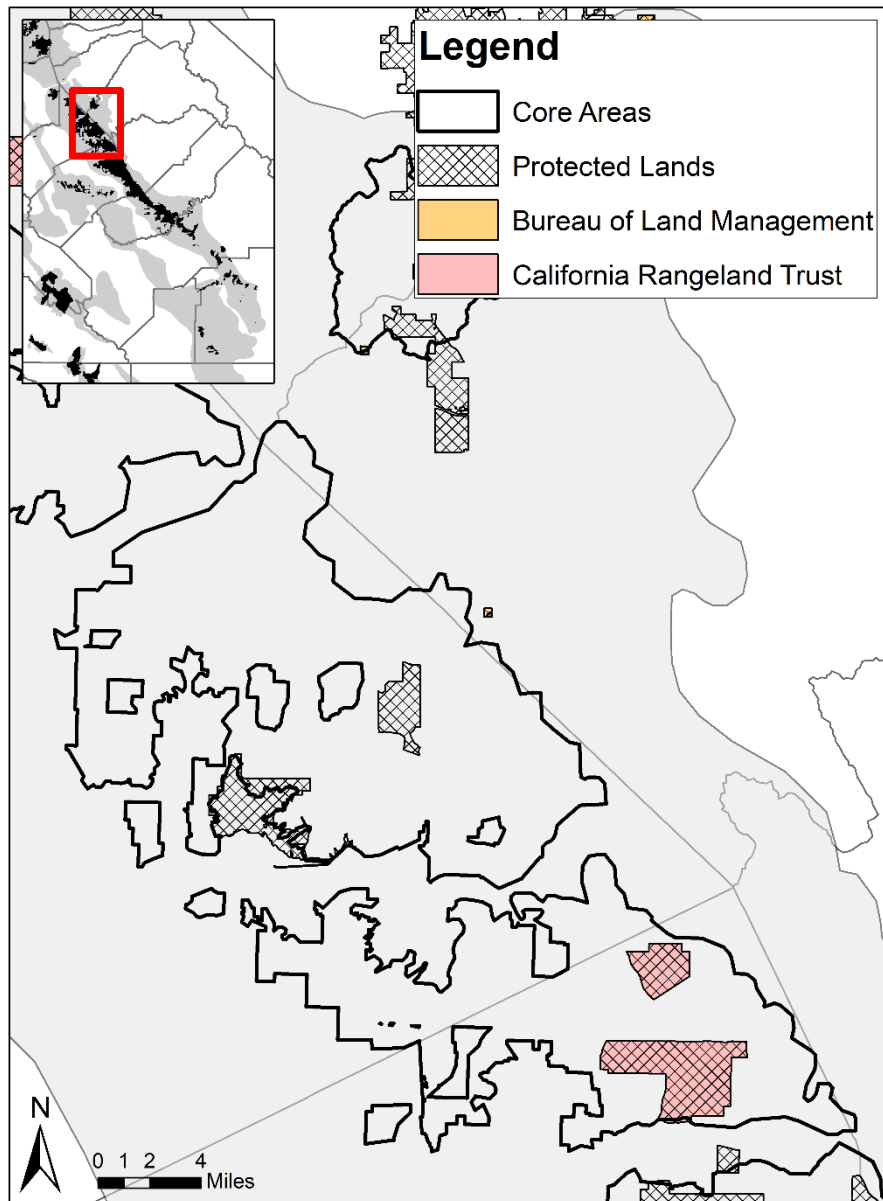 Legend
Core Areas
Protected Lands
Bureau of Land Management
California Rangeland Trust
N
0 1 2 4
Miles